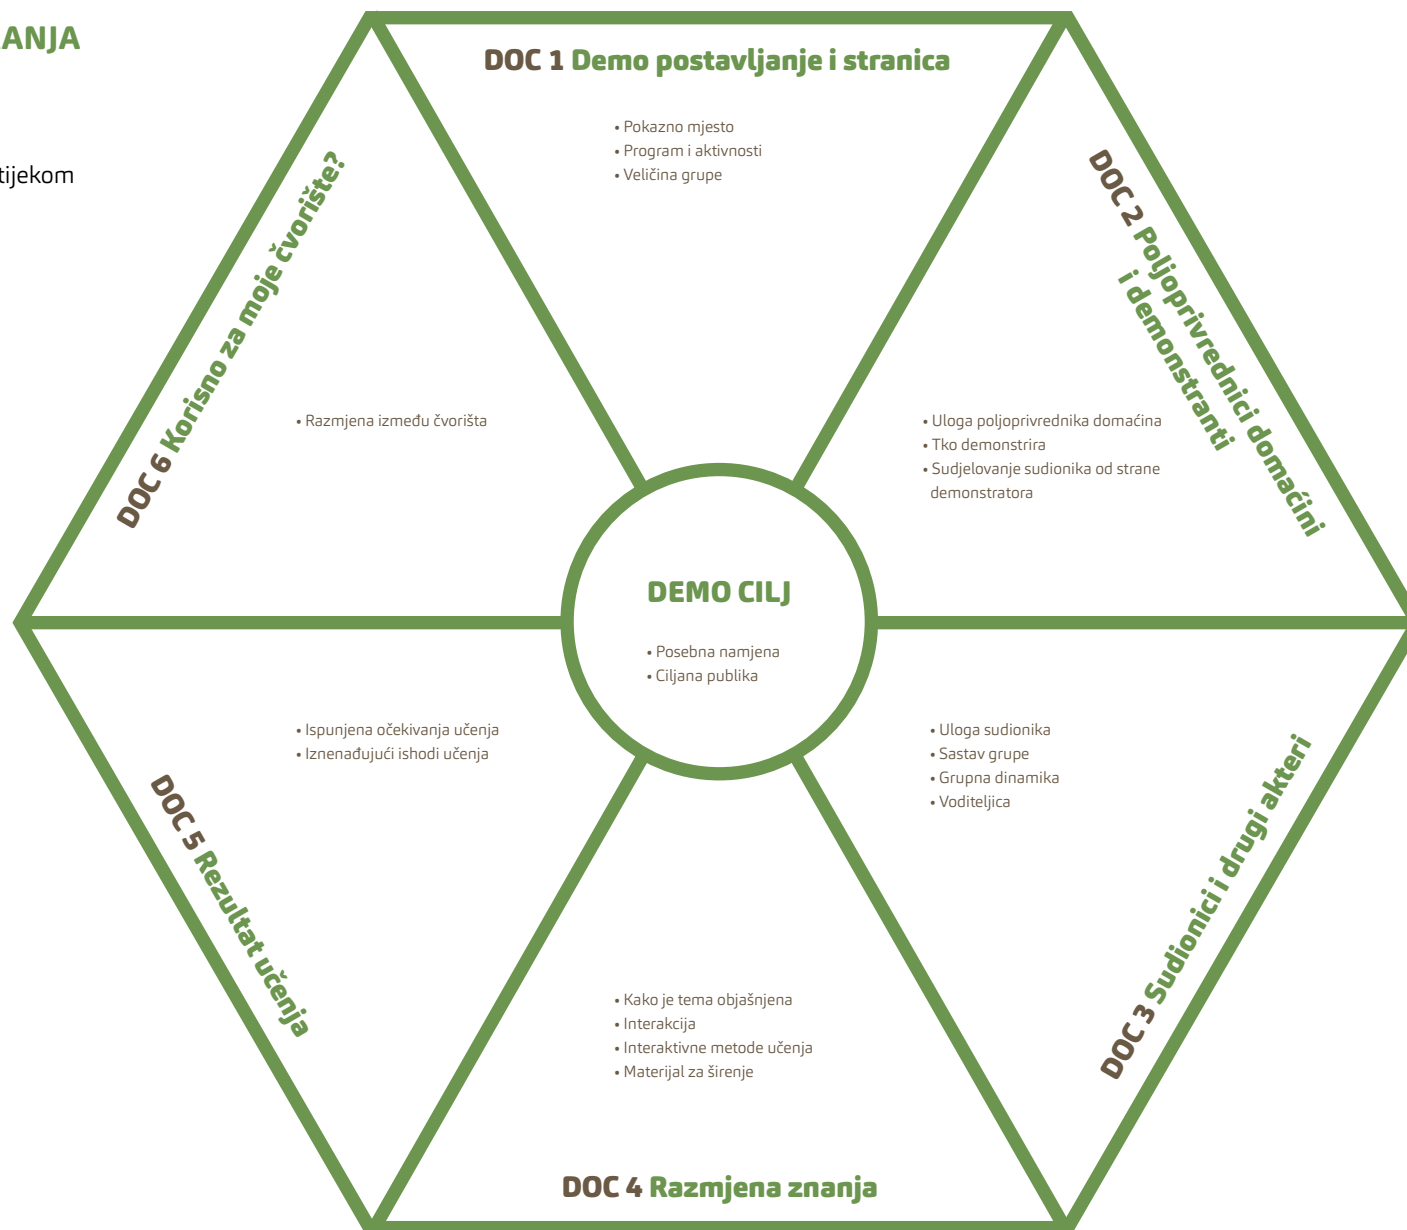 ANJA
tijekom
DOC 1 Demo postavljanje i stranica
• Pokazno mjesto
• Program i aktivnosti
• Veličina grupe
DOC 2 Poljoprivrednici domaćini
i demonstranti
• Uloga poljoprivrednika domaćina
• Tko demonstrira
• Sudjelovanje sudionika od strane
demonstratora
DOC 6 Korisno za moje čvorište?
• Razmjena između čvorišta
DEMO CILJ
• Posebna namjena
• Ciljana publika
• Uloga sudionika
• Sastav grupe
• Grupna dinamika
• Voditeljica
DOC 3 Sudionici i drugi akteri
• Ispunjena očekivanja učenja
• Iznenađujući ishodi učenja
DOC 5 Rezultat učenja
• Kako je tema objašnjena
• Interakcija
• Interaktivne metode učenja
• Materijal za širenje
DOC 4 Razmjena znanja